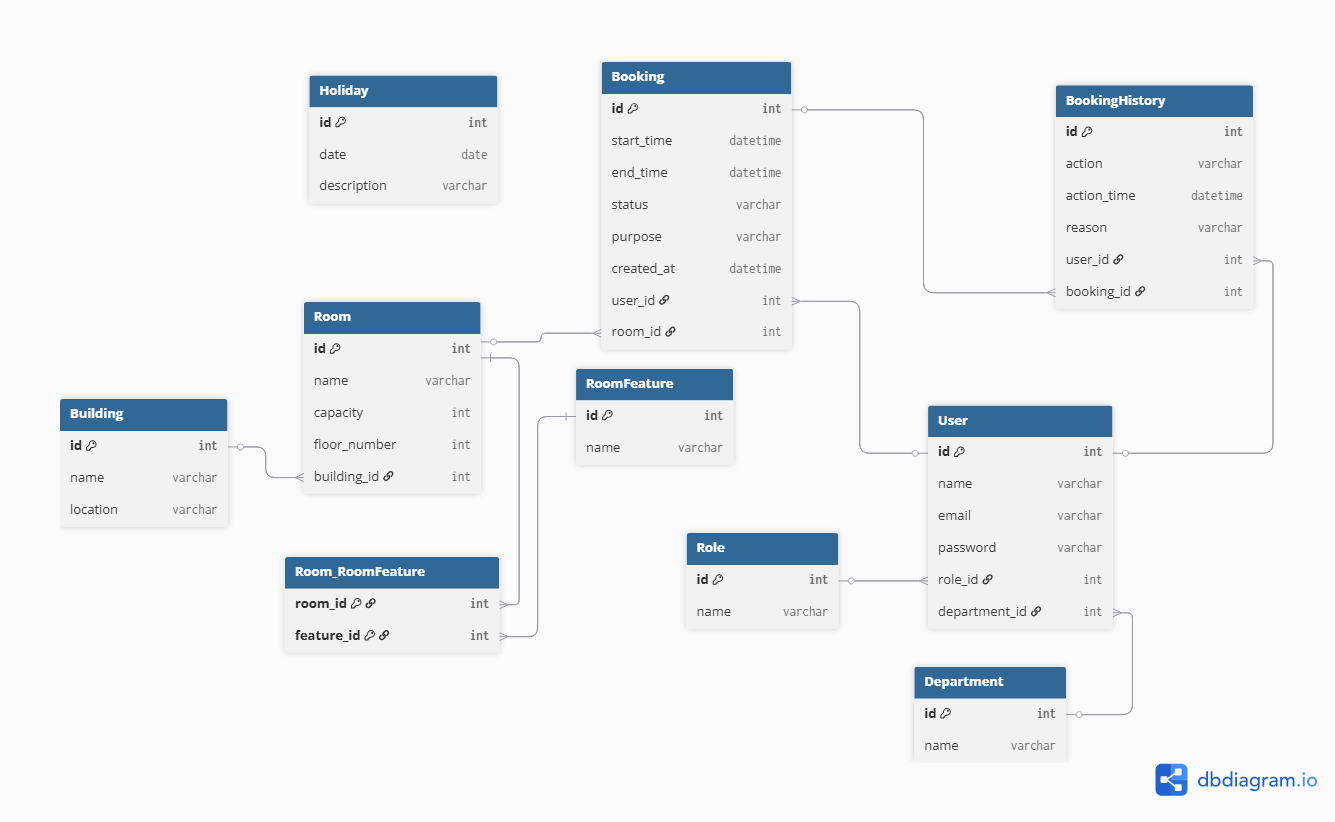 Holiday
id int
date date
description varchar
Booking
id int
start_time datetime
end_time datetime
status varchar
purpose varchar
created_at datetime
user_id int
room_id int
BookingHistory
id int
action varchar
action_time datetime
reason varchar
user_id int
booking_id int
Room
id int
name varchar
capacity int
floor_number int
building_id int
RoomFeature
id int
name varchar
Building
id int
name varchar
location varchar
User
id int
name varchar
email varchar
password varchar
role_id int
department_id int
Role
id int
name varchar
Room_RoomFeature
room_id int
feature_id int
Department
id int
name varchar
dbdiagram.io